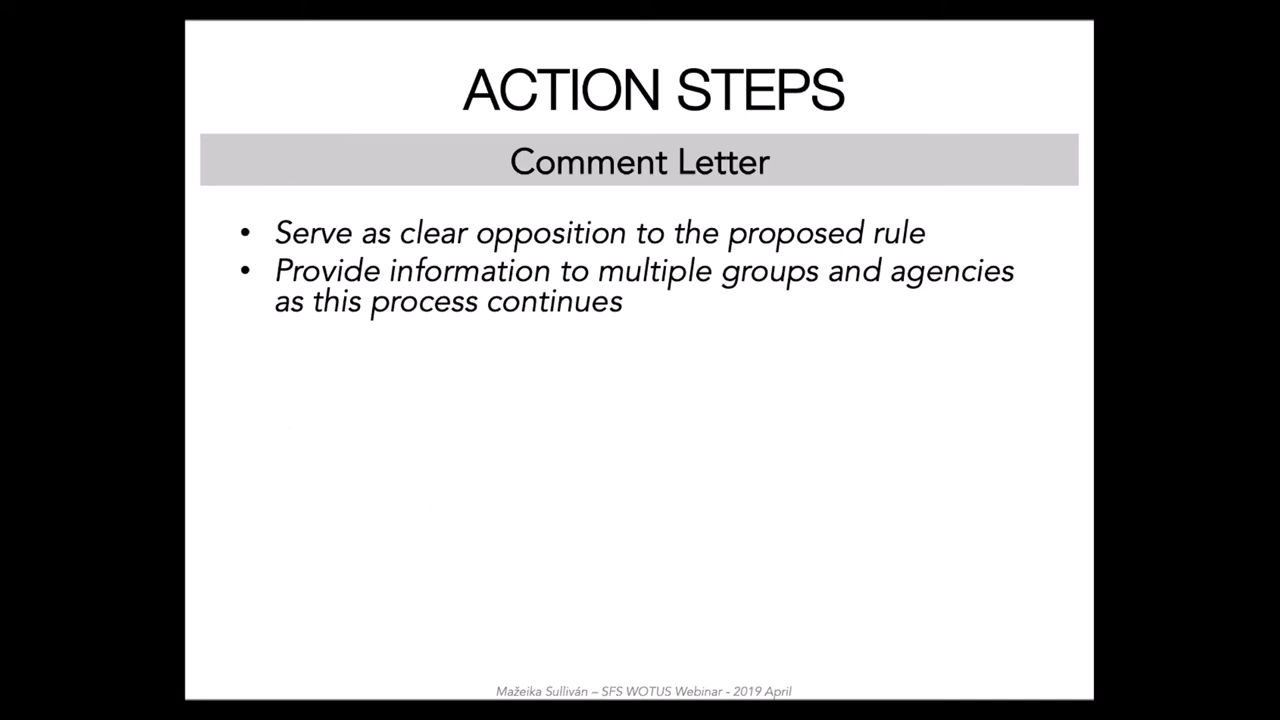 ACTION STEPS
Comment Letter
• Serve as clear opposition to the proposed rule
• Provide information to multiple groups and agencies
as this process continues
Mažeika Sulliván – SFS WOTUS Webinar - 2019 April